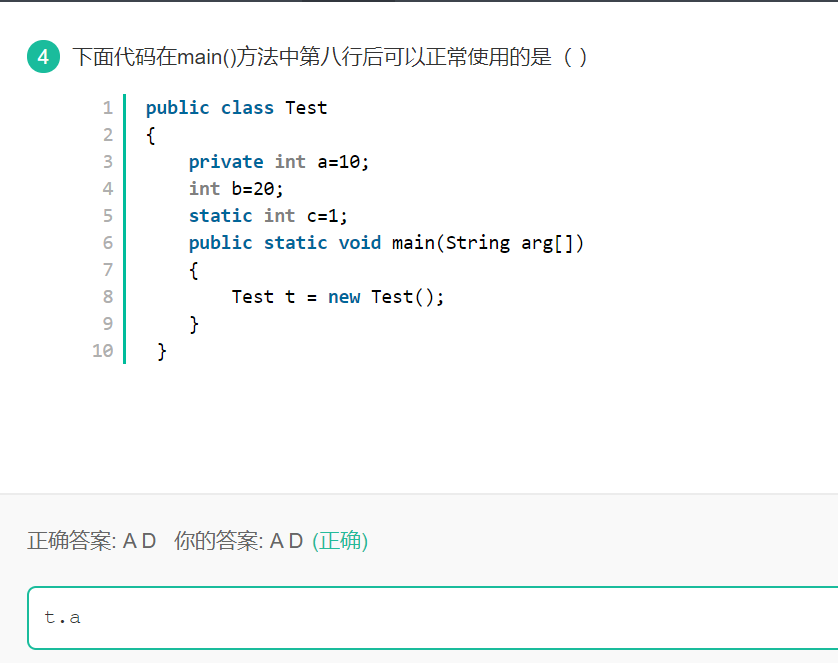 4 下面代码在main()方法中第八行后可以正常使用的是（ ）
1 public class Test
2 {
3     private int a=10;
4     int b=20;
5     static int c=1;
6     public static void main(String arg[])
7     {
8         Test t = new Test();
9     }
10  }
正确答案: A D 你的答案: A D (正确)
t.a